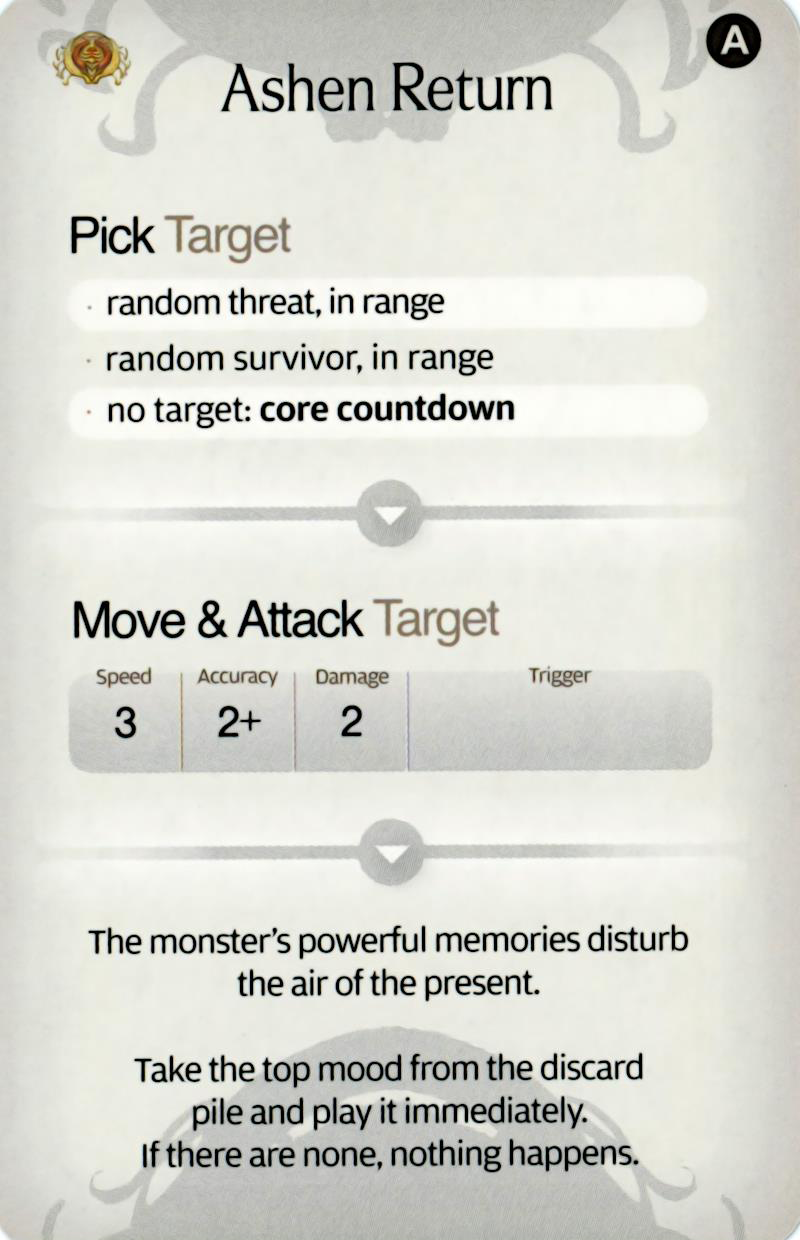 A
Ashen Return
Pick Target
· random threat, in range
· random survivor, in range
· no target: core countdown
Move & Attack Target
Speed Accuracy Damage Trigger
3 2+ 2
The monster's powerful memories disturb
the air of the present.
Take the top mood from the discard
pile and play it immediately.
If there are none, nothing happens.